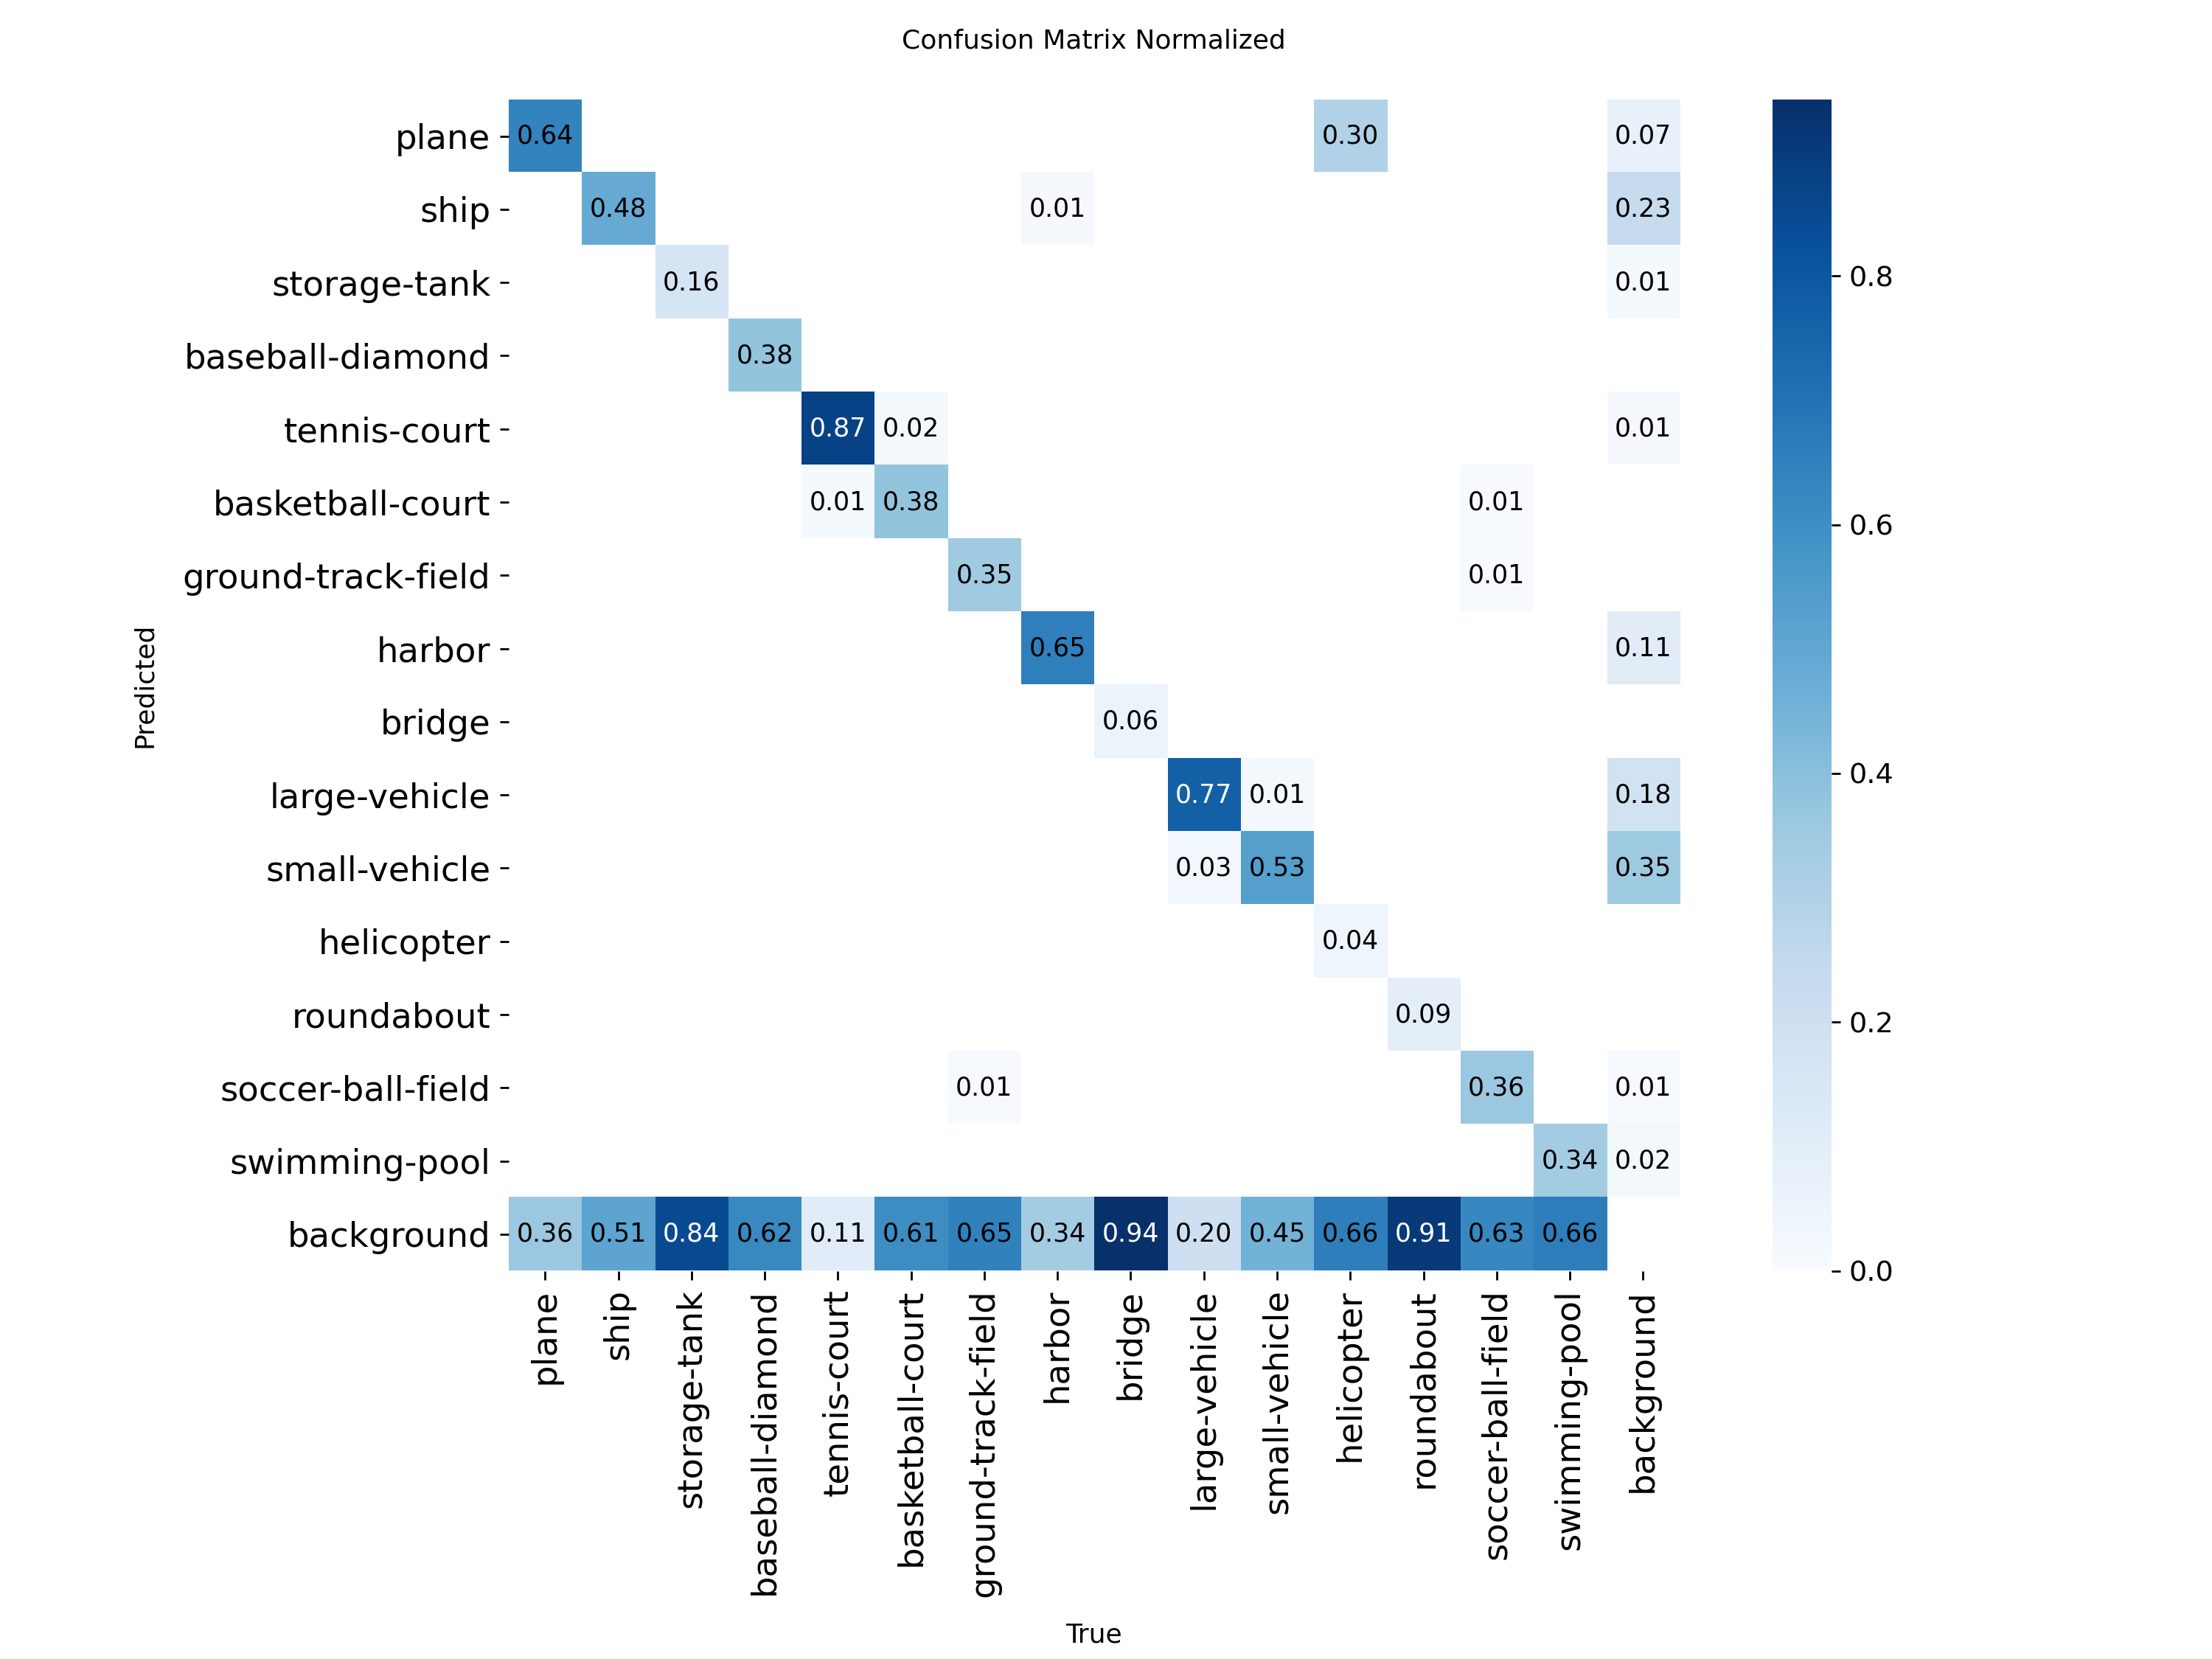 Confusion Matrix Normalized
plane 0.64 0.30 0.07
ship 0.48 0.01 0.23
storage-tank 0.16 0.01
baseball-diamond 0.38
tennis-court 0.87 0.02 0.01
basketball-court 0.01 0.38 0.01
ground-track-field 0.35 0.01
harbor 0.65 0.11
bridge 0.06
large-vehicle 0.77 0.01 0.18
small-vehicle 0.03 0.53 0.35
helicopter 0.04
roundabout 0.09
soccer-ball-field 0.01 0.36 0.01
swimming-pool 0.34 0.02
background 0.36 0.51 0.84 0.62 0.11 0.61 0.65 0.34 0.94 0.20 0.45 0.66 0.91 0.63 0.66
Predicted
plane
ship
storage-tank
baseball-diamond
tennis-court
basketball-court
ground-track-field
harbor
bridge
large-vehicle
small-vehicle
helicopter
roundabout
soccer-ball-field
swimming-pool
background
True
0.8
0.6
0.4
0.2
0.0